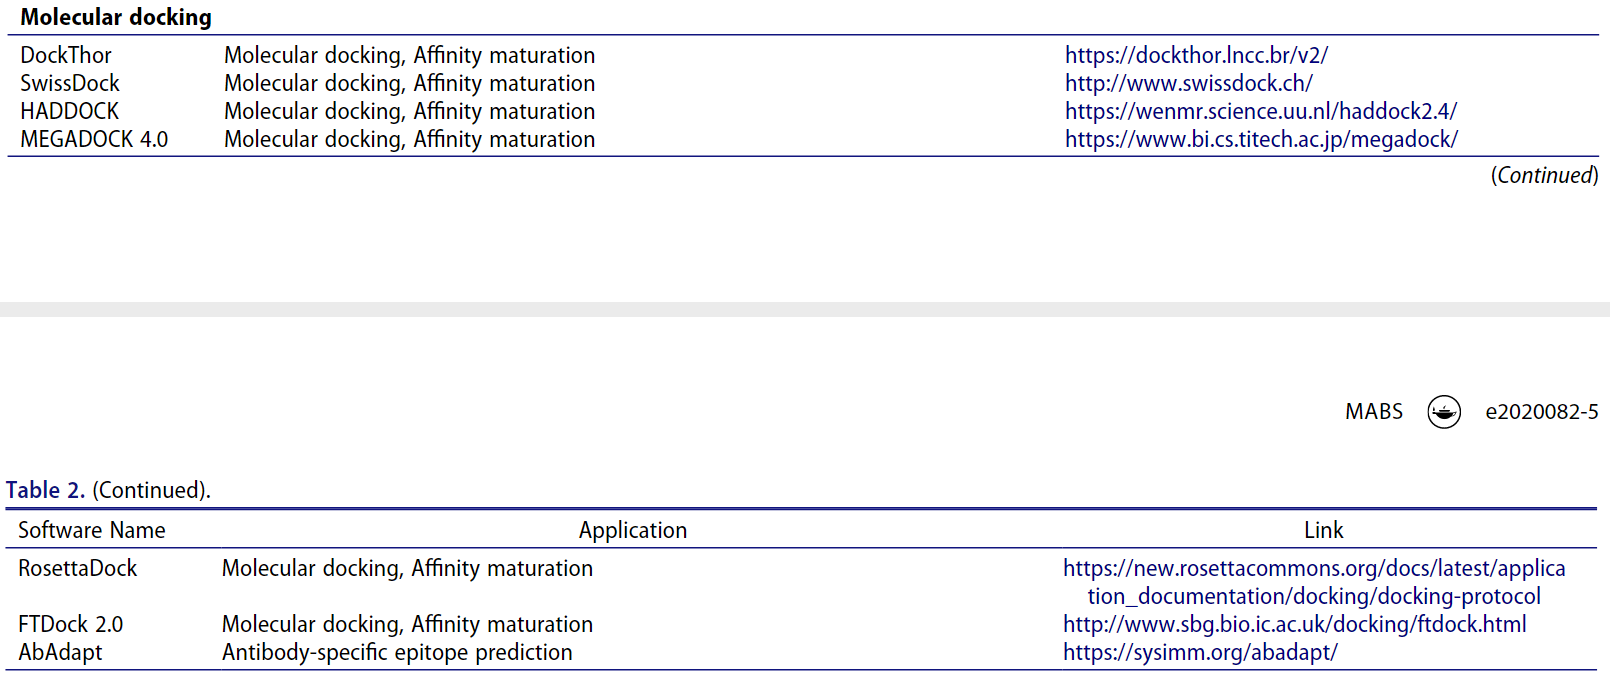 Molecular docking
DockThor Molecular docking, Affinity maturation https://dockthor.lncc.br/v2/
SwissDock Molecular docking, Affinity maturation http://www.swissdock.ch/
HADDOCK Molecular docking, Affinity maturation https://wenmr.science.uu.nl/haddock2.4/
MEGADOCK 4.0 Molecular docking, Affinity maturation https://www.bi.cs.titech.ac.jp/megadock/
(Continued)
MABS e2020082-5
Table 2. (Continued).
Software Name Application Link
RosettaDock Molecular docking, Affinity maturation https://new.rosettacommons.org/docs/latest/applica
tion_documentation/docking/docking-protocol
FTDock 2.0 Molecular docking, Affinity maturation http://www.sbg.bio.ic.ac.uk/docking/ftdock.html
AbAdapt Antibody-specific epitope prediction https://sysimm.org/abadapt/